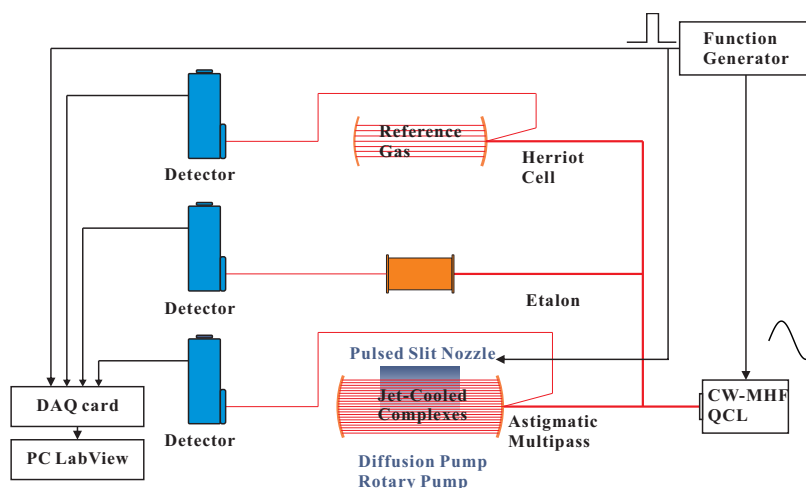 Function
Generator
Reference
Gas
Herriot
Cell
Detector
Etalon
Detector
Pulsed Slit Nozzle
Jet-Cooled
Complexes
Astigmatic
Multipass
CW-MHF
QCL
DAQ card
Detector
PC LabView
Diffusion Pump
Rotary Pump